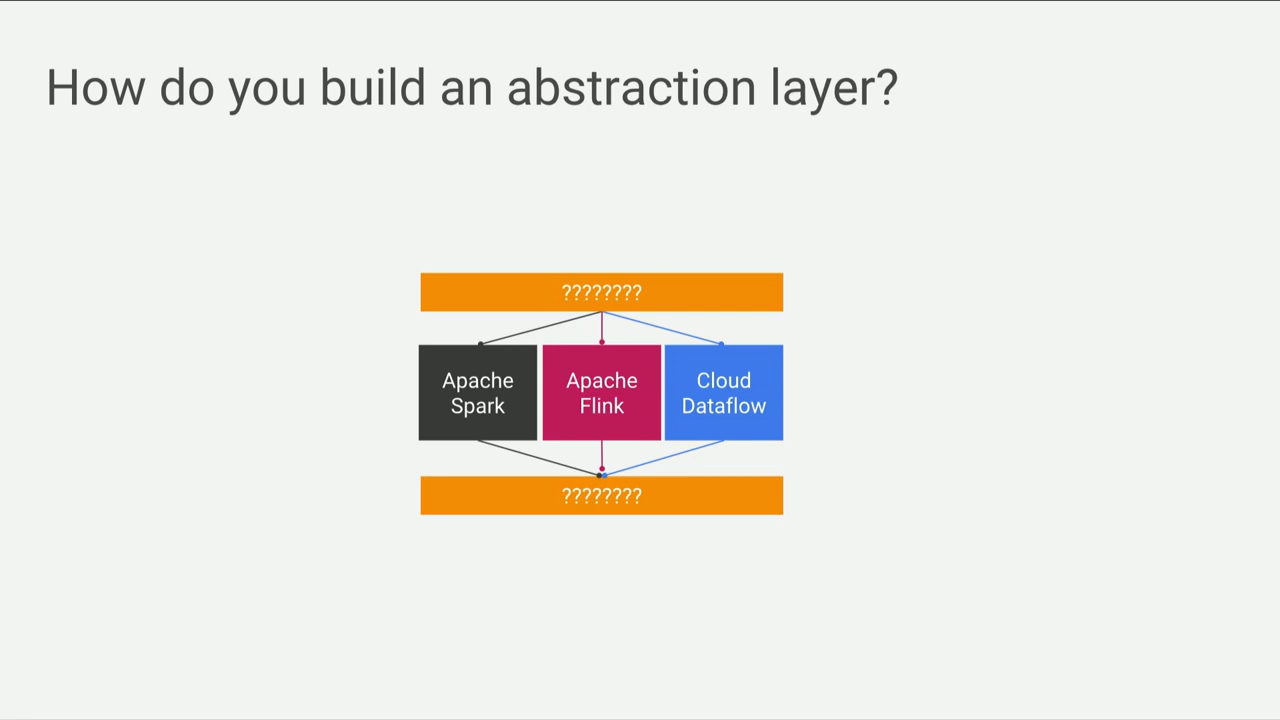 How do you build an abstraction layer?
????????
Apache
Spark
Apache
Flink
Cloud
Dataflow
????????